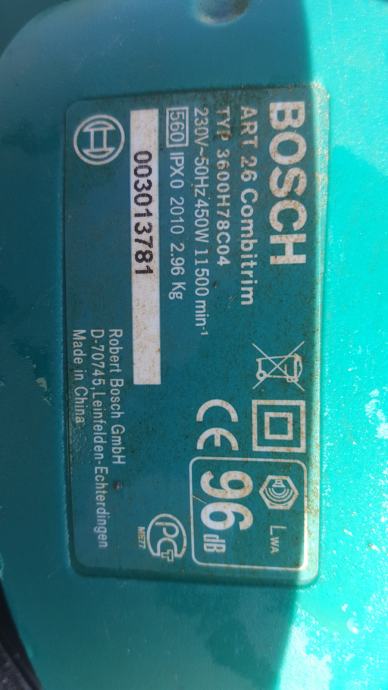 BOSCH
ART 26 Combitrim
TYP 3600H78C04
230V~50Hz 450W 11500 min-1
560 IPX0 2010 2.96 Kg
003013781
LWA
CE 96 dB
Robert Bosch GmbH
D-70745, Leinfelden-Echterdingen
Made in China
ME77